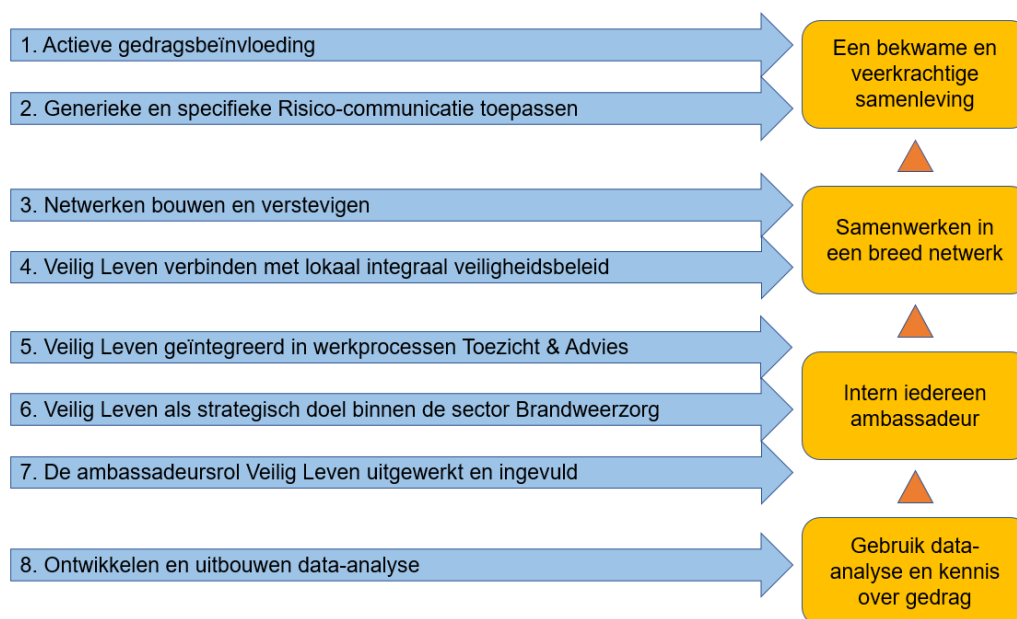 1. Actieve gedragsbeïnvloeding
2. Generieke en specifieke Risico-communicatie toepassen
Een bekwame en
veerkrachtige
samenleving
3. Netwerken bouwen en verstevigen
4. Veilig Leven verbinden met lokaal integraal veiligheidsbeleid
Samenwerken in
een breed netwerk
5. Veilig Leven geïntegreerd in werkprocessen Toezicht & Advies
6. Veilig Leven als strategisch doel binnen de sector Brandweerzorg
7. De ambassadeursrol Veilig Leven uitgewerkt en ingevuld
Intern iedereen
ambassadeur
8. Ontwikkelen en uitbouwen data-analyse
Gebruik data-
analyse en kennis
over gedrag